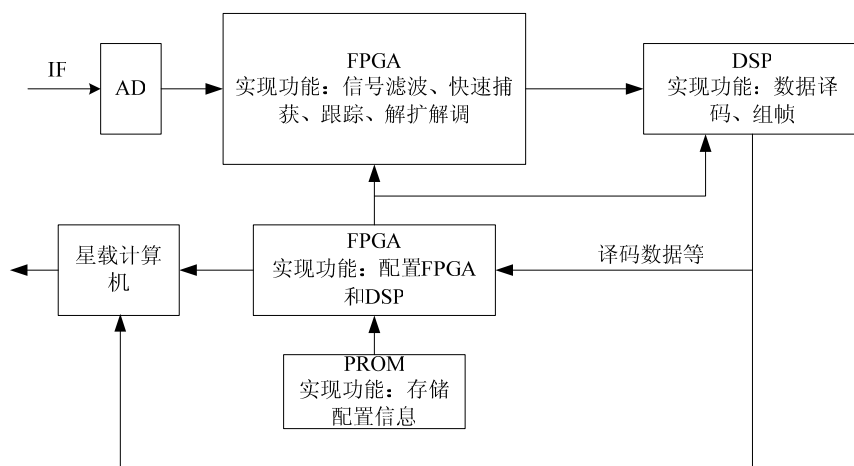 IF
AD
FPGA
实现功能：信号滤波、快速捕
获、跟踪、解扩解调
DSP
实现功能：数据译
码、组帧
星载计算
机
FPGA
实现功能：配置FPGA
和DSP
译码数据等
PROM
实现功能：存储
配置信息